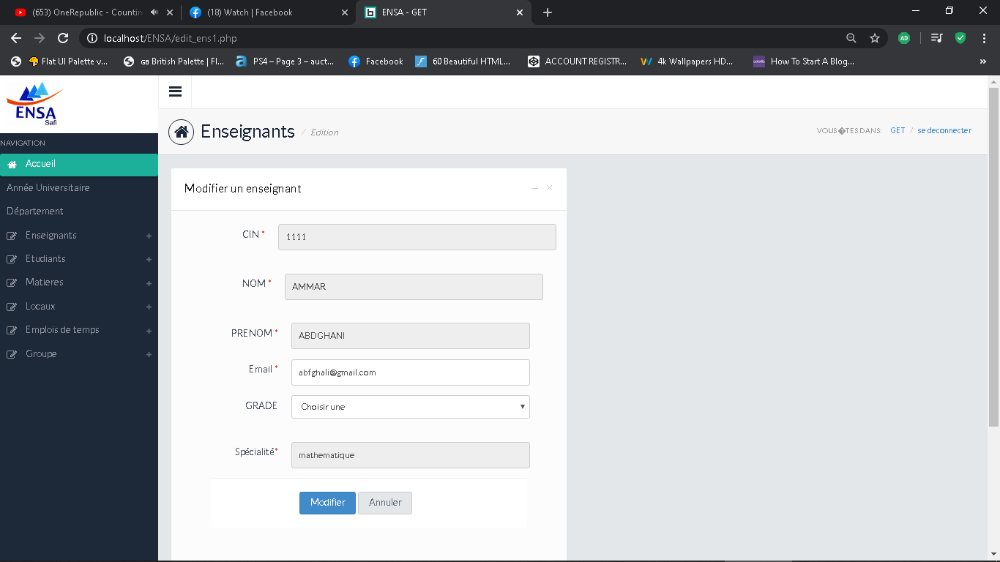 (653) OneRepublic - Countin
(18) Watch | Facebook
ENSA - GET
localhost/ENSA/edit_ens1.php
AD
Flat UI Palette v...
GB British Palette | Fl...
PS4 – Page 3 – auct...
Facebook
60 Beautiful HTML...
ACCOUNT REGISTR...
4k Wallpapers HD...
How To Start A Blog...
»
ENSA
Safi
NAVIGATION
Accueil
Année Universitaire
Département
Enseignants +
Etudiants +
Matieres +
Locaux +
Emplois de temps +
Groupe +
Enseignants / Edition
VOUS�TES DANS: GET / se deconnecter
Modifier un enseignant
CIN * 1111
NOM * AMMAR
PRENOM * ABDGHANI
Email * abfghali@gmail.com
GRADE Choisir une
Spécialité* mathematique
Modifier Annuler